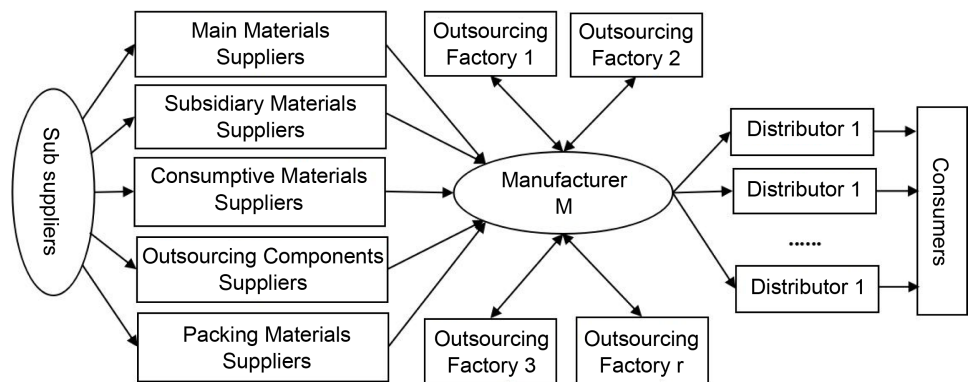 Sub suppliers
Main Materials
Suppliers
Subsidiary Materials
Suppliers
Consumptive Materials
Suppliers
Outsourcing Components
Suppliers
Packing Materials
Suppliers
Outsourcing
Factory 1
Outsourcing
Factory 2
Manufacturer
M
Outsourcing
Factory 3
Outsourcing
Factory r
Distributor 1
Distributor 1
......
Distributor 1
Consumers